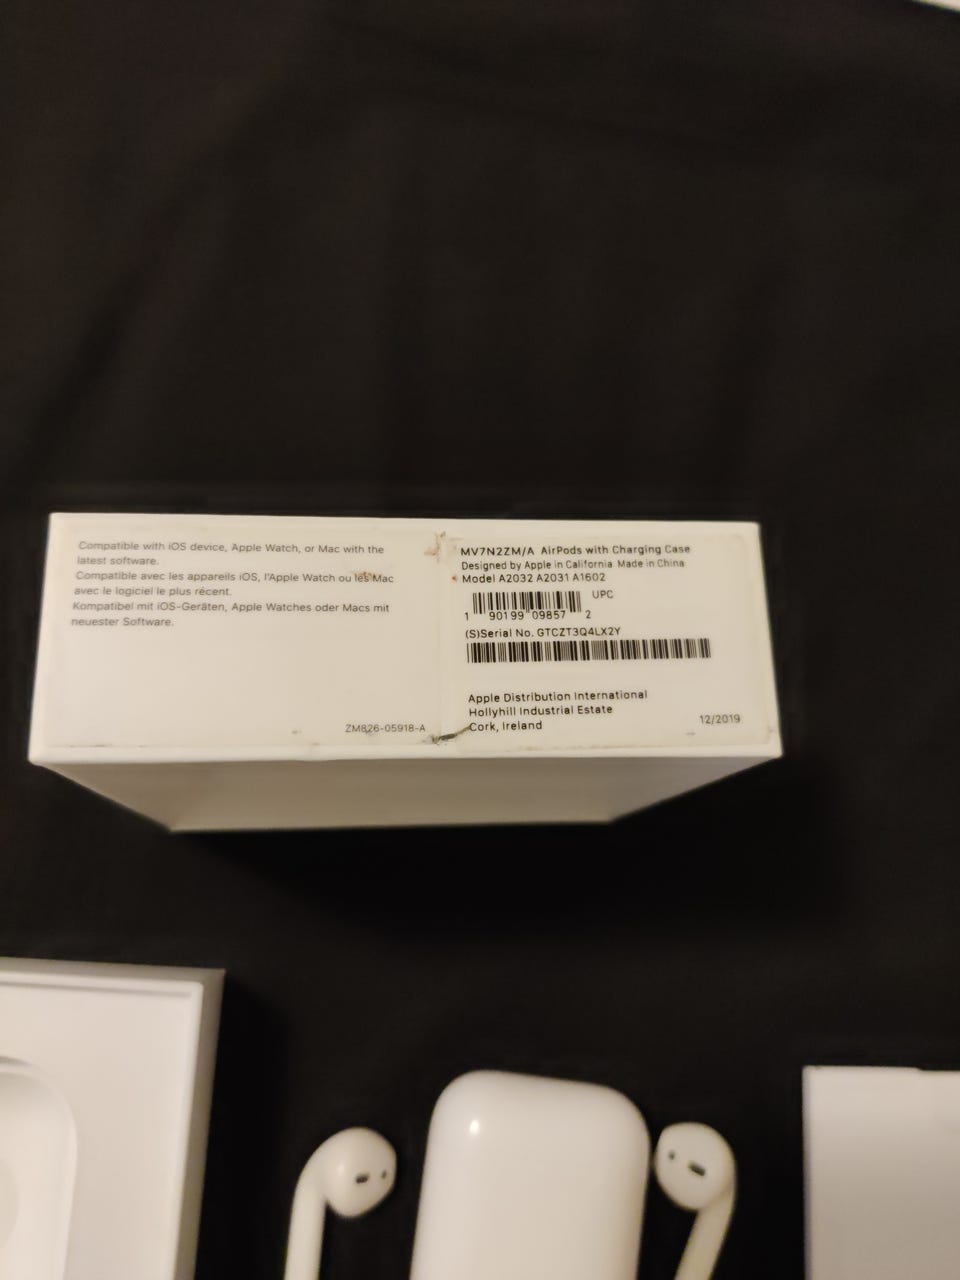 Compatible with iOS device, Apple Watch, or Mac with the
latest software.
Compatible avec les appareils iOS, l'Apple Watch ou les Mac
avec le logiciel le plus récent.
Kompatibel mit iOS-Geräten, Apple Watches oder Macs mit
neuester Software.
ZM826-05918-A
MV7N2ZM/A AirPods with Charging Case
Designed by Apple in California Made in China
Model A2032 A2031 A1602
UPC
1 90199 09857 2
(S)Serial No. GTCZT3Q4LX2Y
Apple Distribution International
Hollyhill Industrial Estate
Cork, Ireland
12/2019